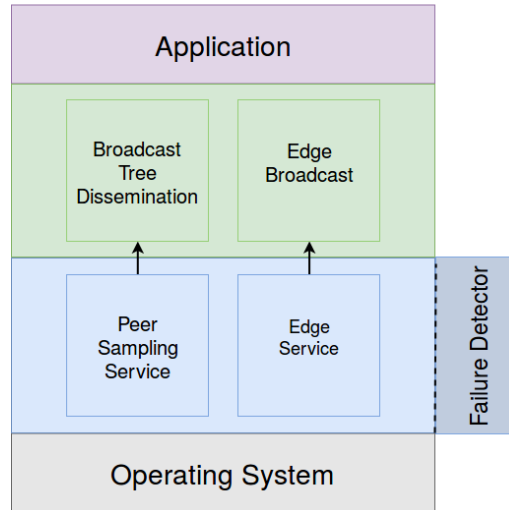 Application
Broadcast
Tree
Dissemination
Edge
Broadcast
Peer
Sampling
Service
Edge
Service
Failure Detector
Operating System